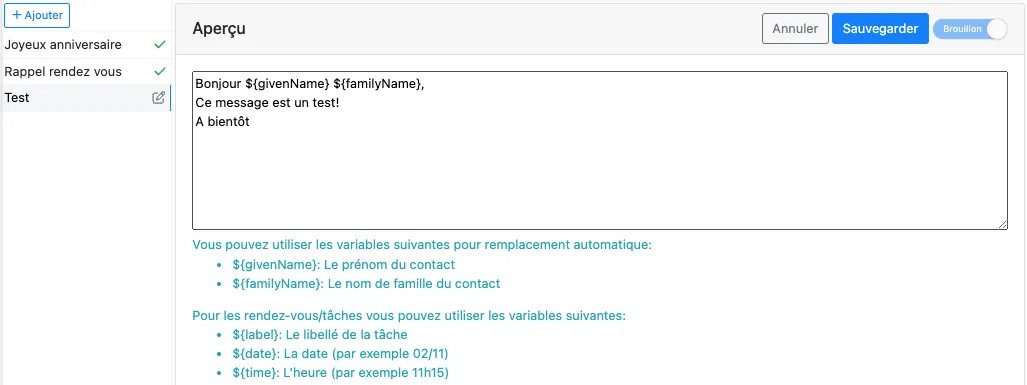 + Ajouter
Joyeux anniversaire
Rappel rendez vous
Test
Aperçu
Annuler
Sauvegarder
Brouillon
Bonjour ${givenName} ${familyName},
Ce message est un test!
A bientôt
Vous pouvez utiliser les variables suivantes pour remplacement automatique:
• ${givenName}: Le prénom du contact
• ${familyName}: Le nom de famille du contact
Pour les rendez-vous/tâches vous pouvez utiliser les variables suivantes:
• ${label}: Le libellé de la tâche
• ${date}: La date (par exemple 02/11)
• ${time}: L'heure (par exemple 11h15)